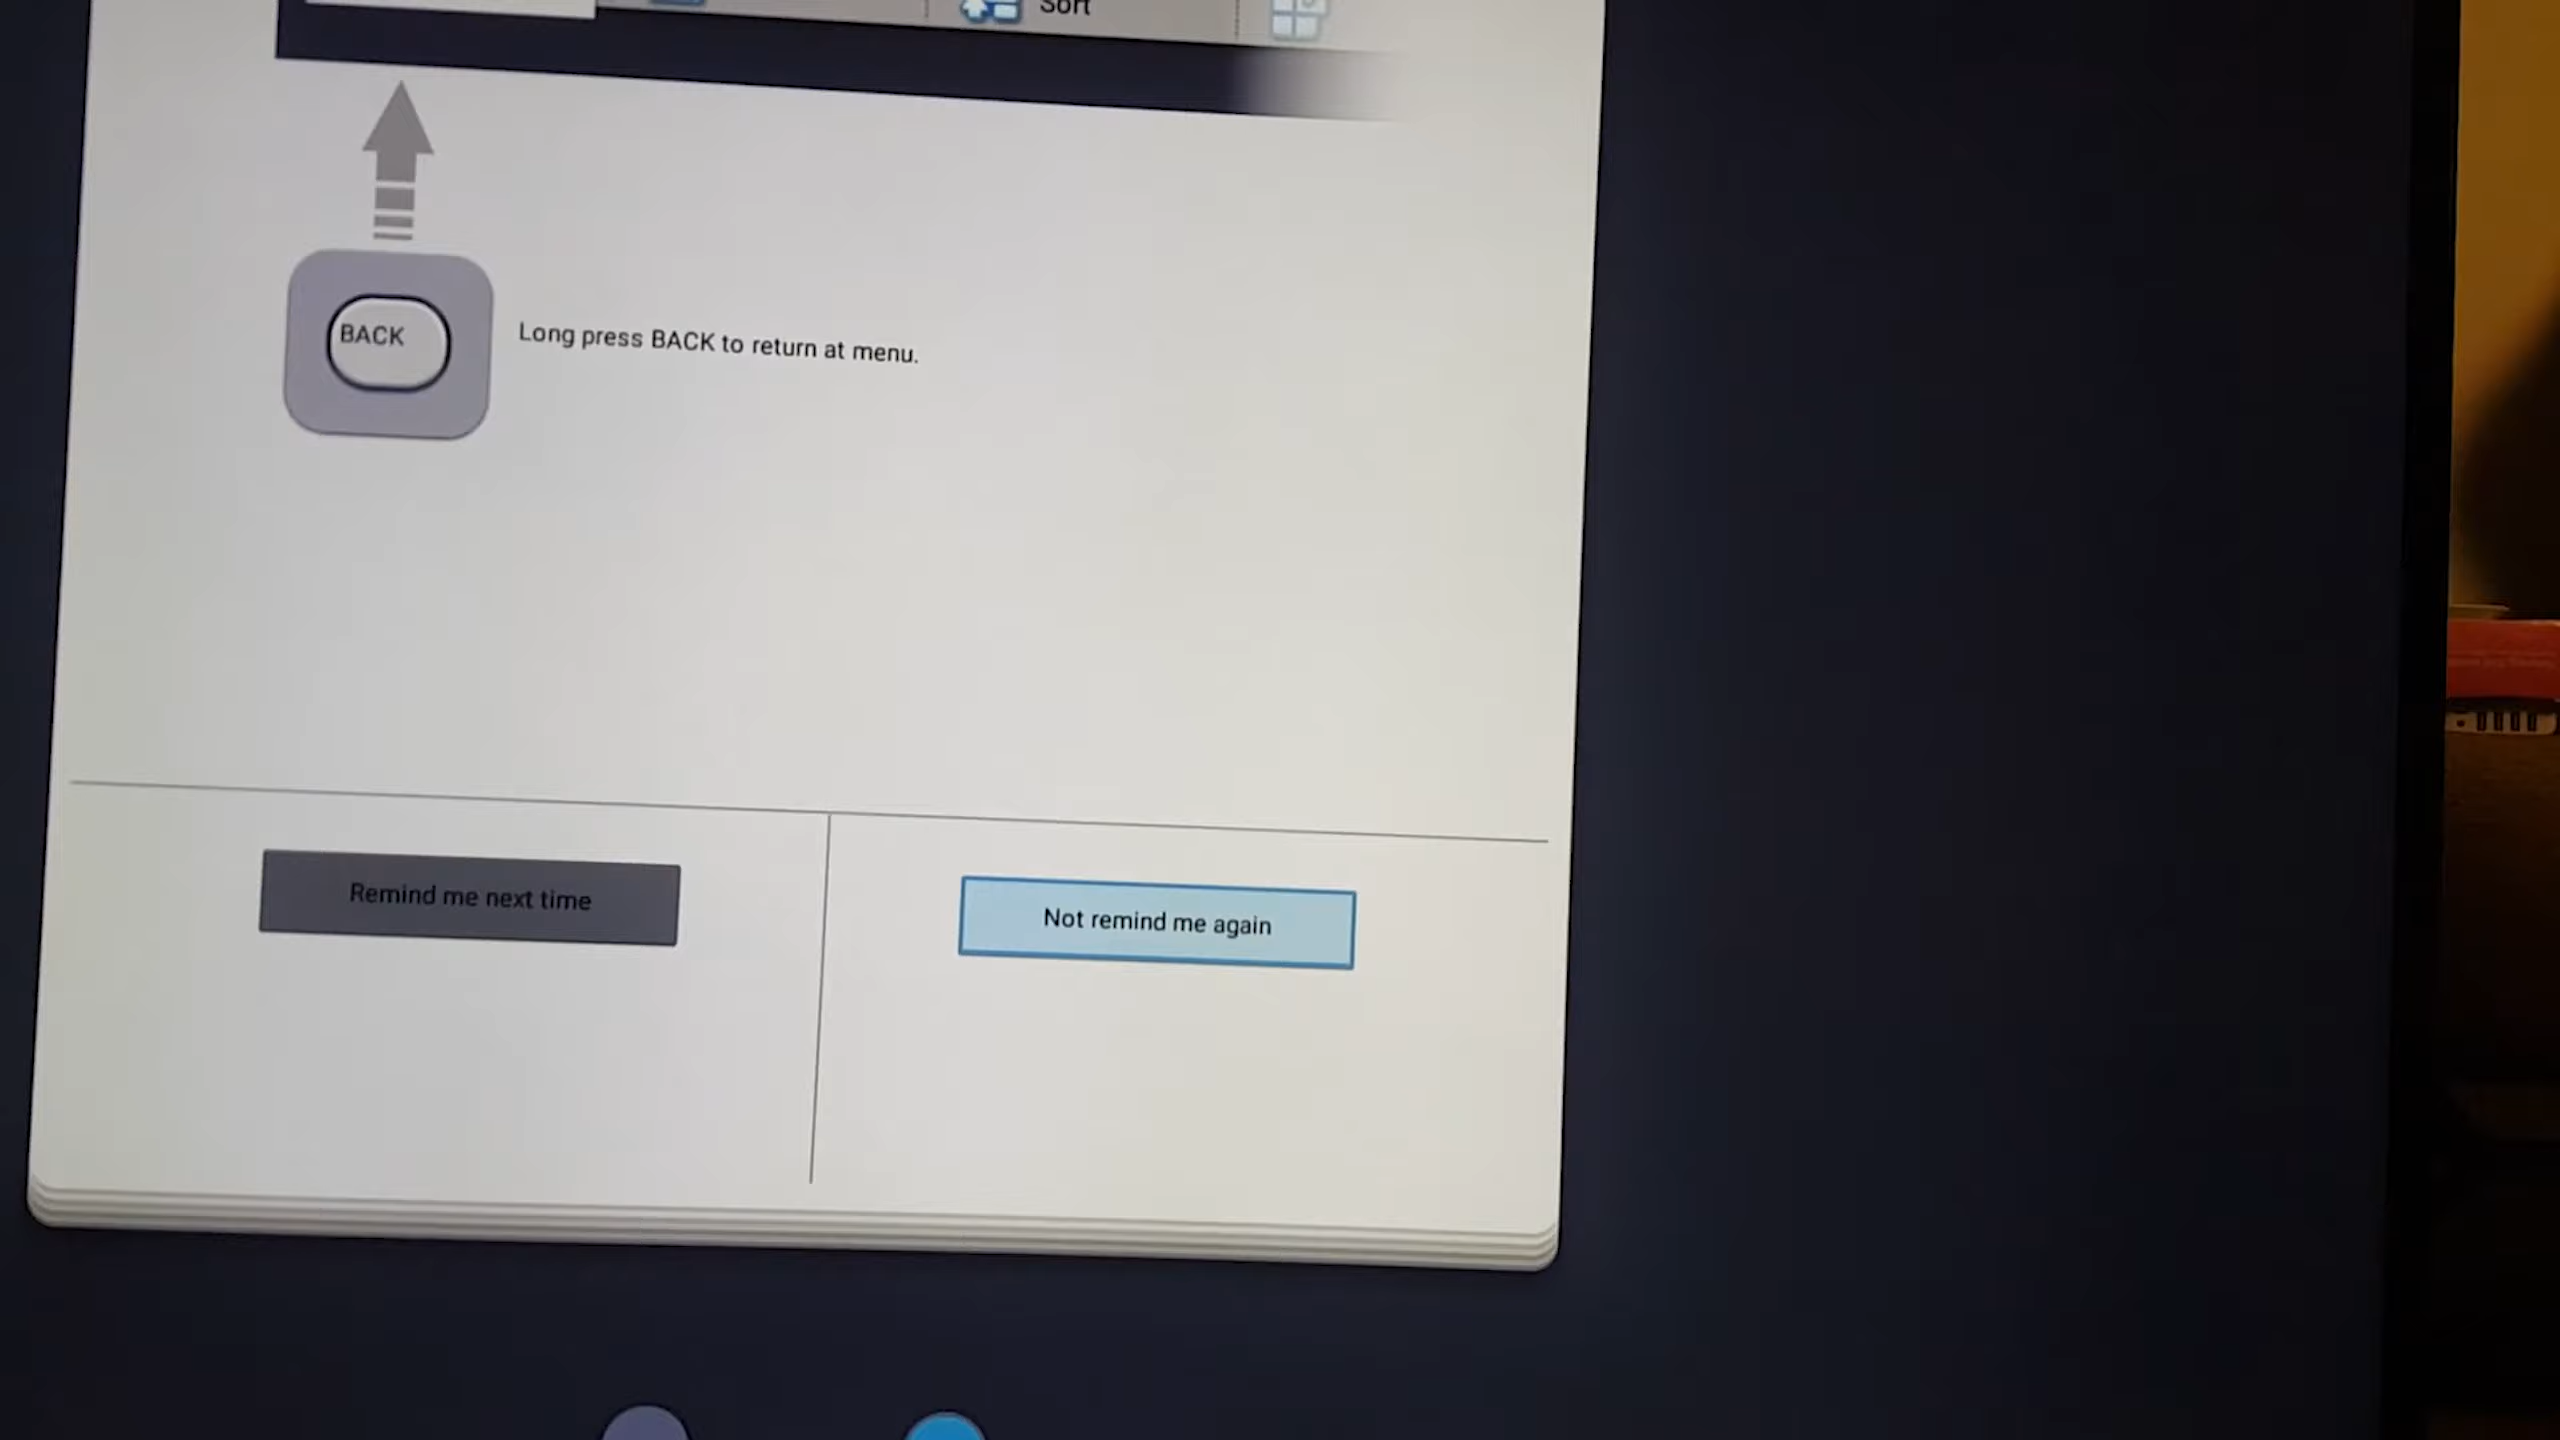 Sort
BACK
Long press BACK to return at menu.
Remind me next time
Not remind me again